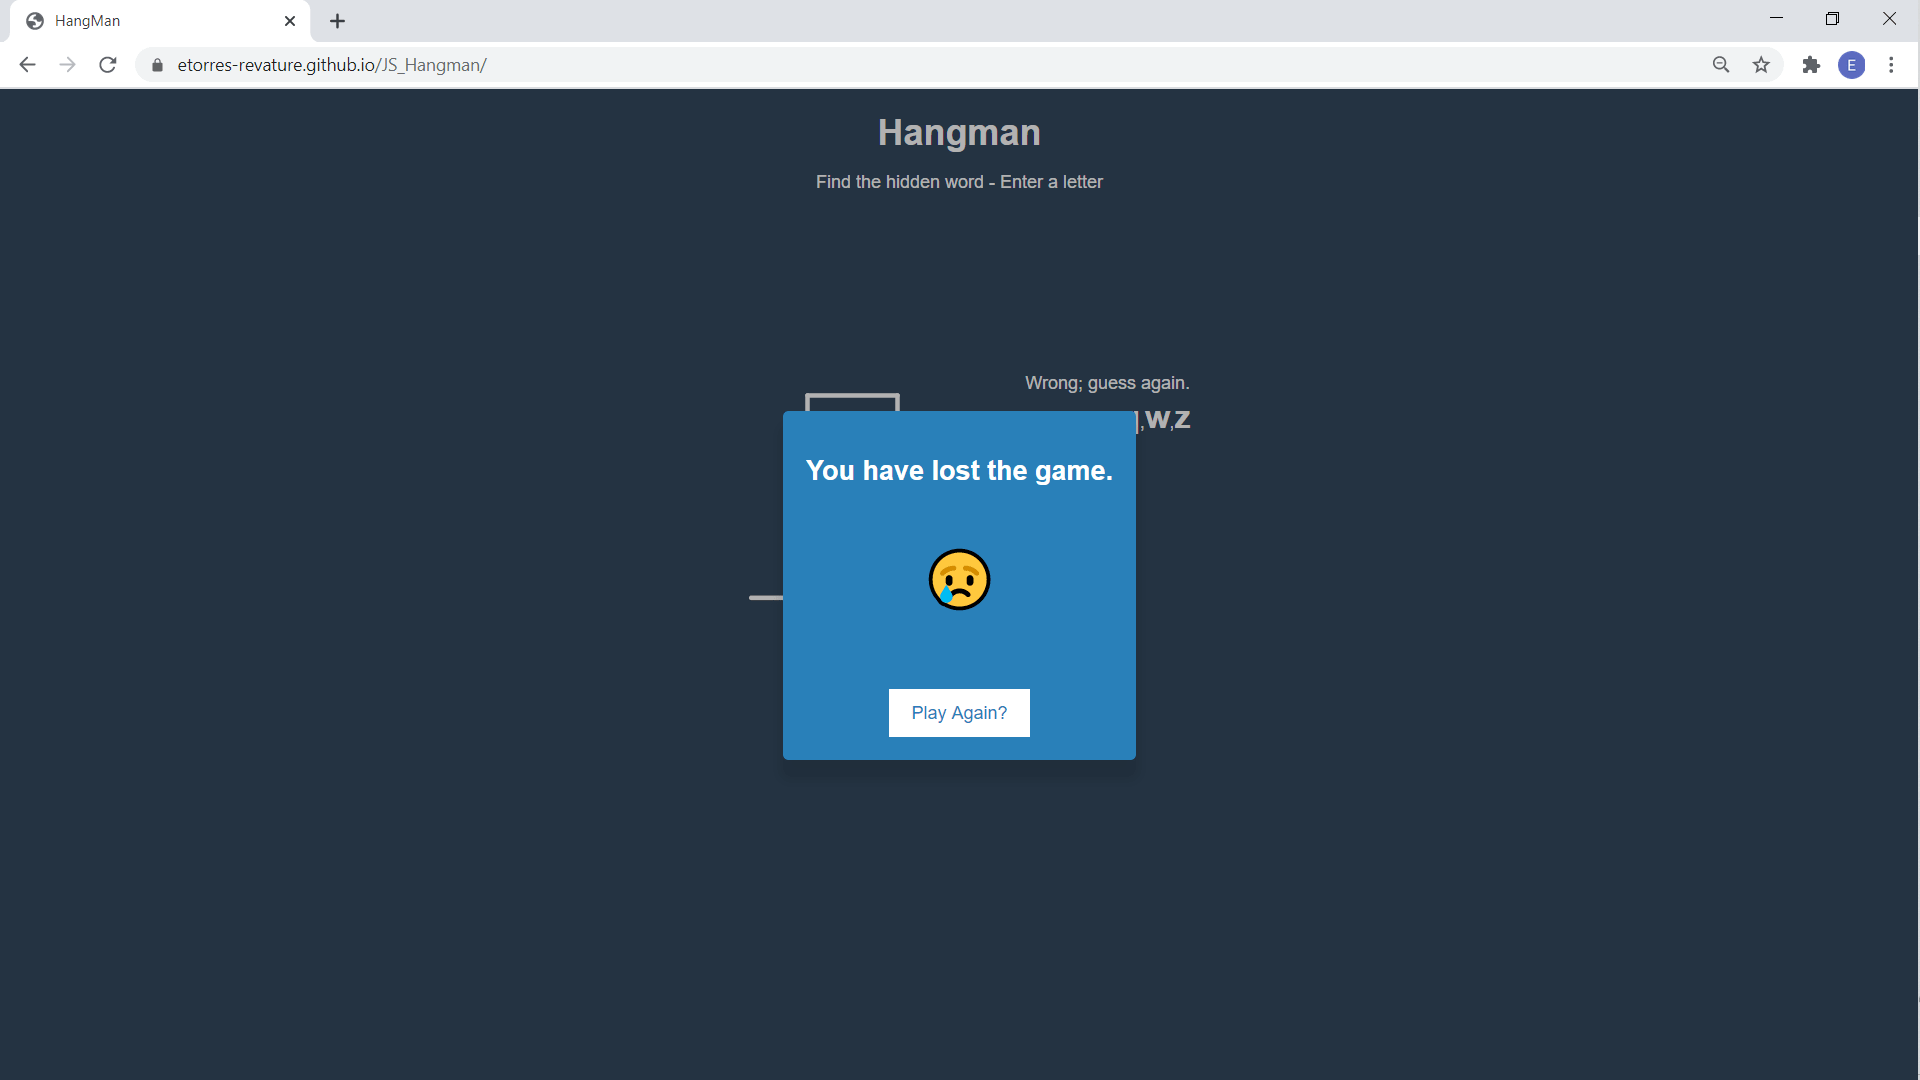 HangMan
etorres-revature.github.io/JS_Hangman/
E
Hangman
Find the hidden word - Enter a letter
Wrong; guess again.
,W,Z
You have lost the game.
Play Again?